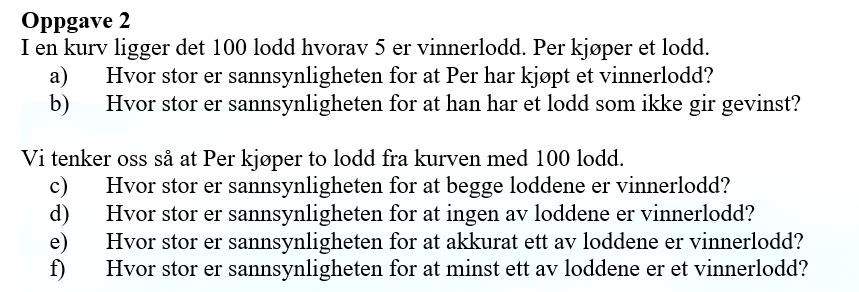 Oppgave 2
I en kurv ligger det 100 lodd hvorav 5 er vinnerlodd. Per kjøper et lodd.
a) Hvor stor er sannsynligheten for at Per har kjøpt et vinnerlodd?
b) Hvor stor er sannsynligheten for at han har et lodd som ikke gir gevinst?
Vi tenker oss så at Per kjøper to lodd fra kurven med 100 lodd.
c) Hvor stor er sannsynligheten for at begge loddene er vinnerlodd?
d) Hvor stor er sannsynligheten for at ingen av loddene er vinnerlodd?
e) Hvor stor er sannsynligheten for at akkurat ett av loddene er vinnerlodd?
f) Hvor stor er sannsynligheten for at minst ett av loddene er et vinnerlodd?